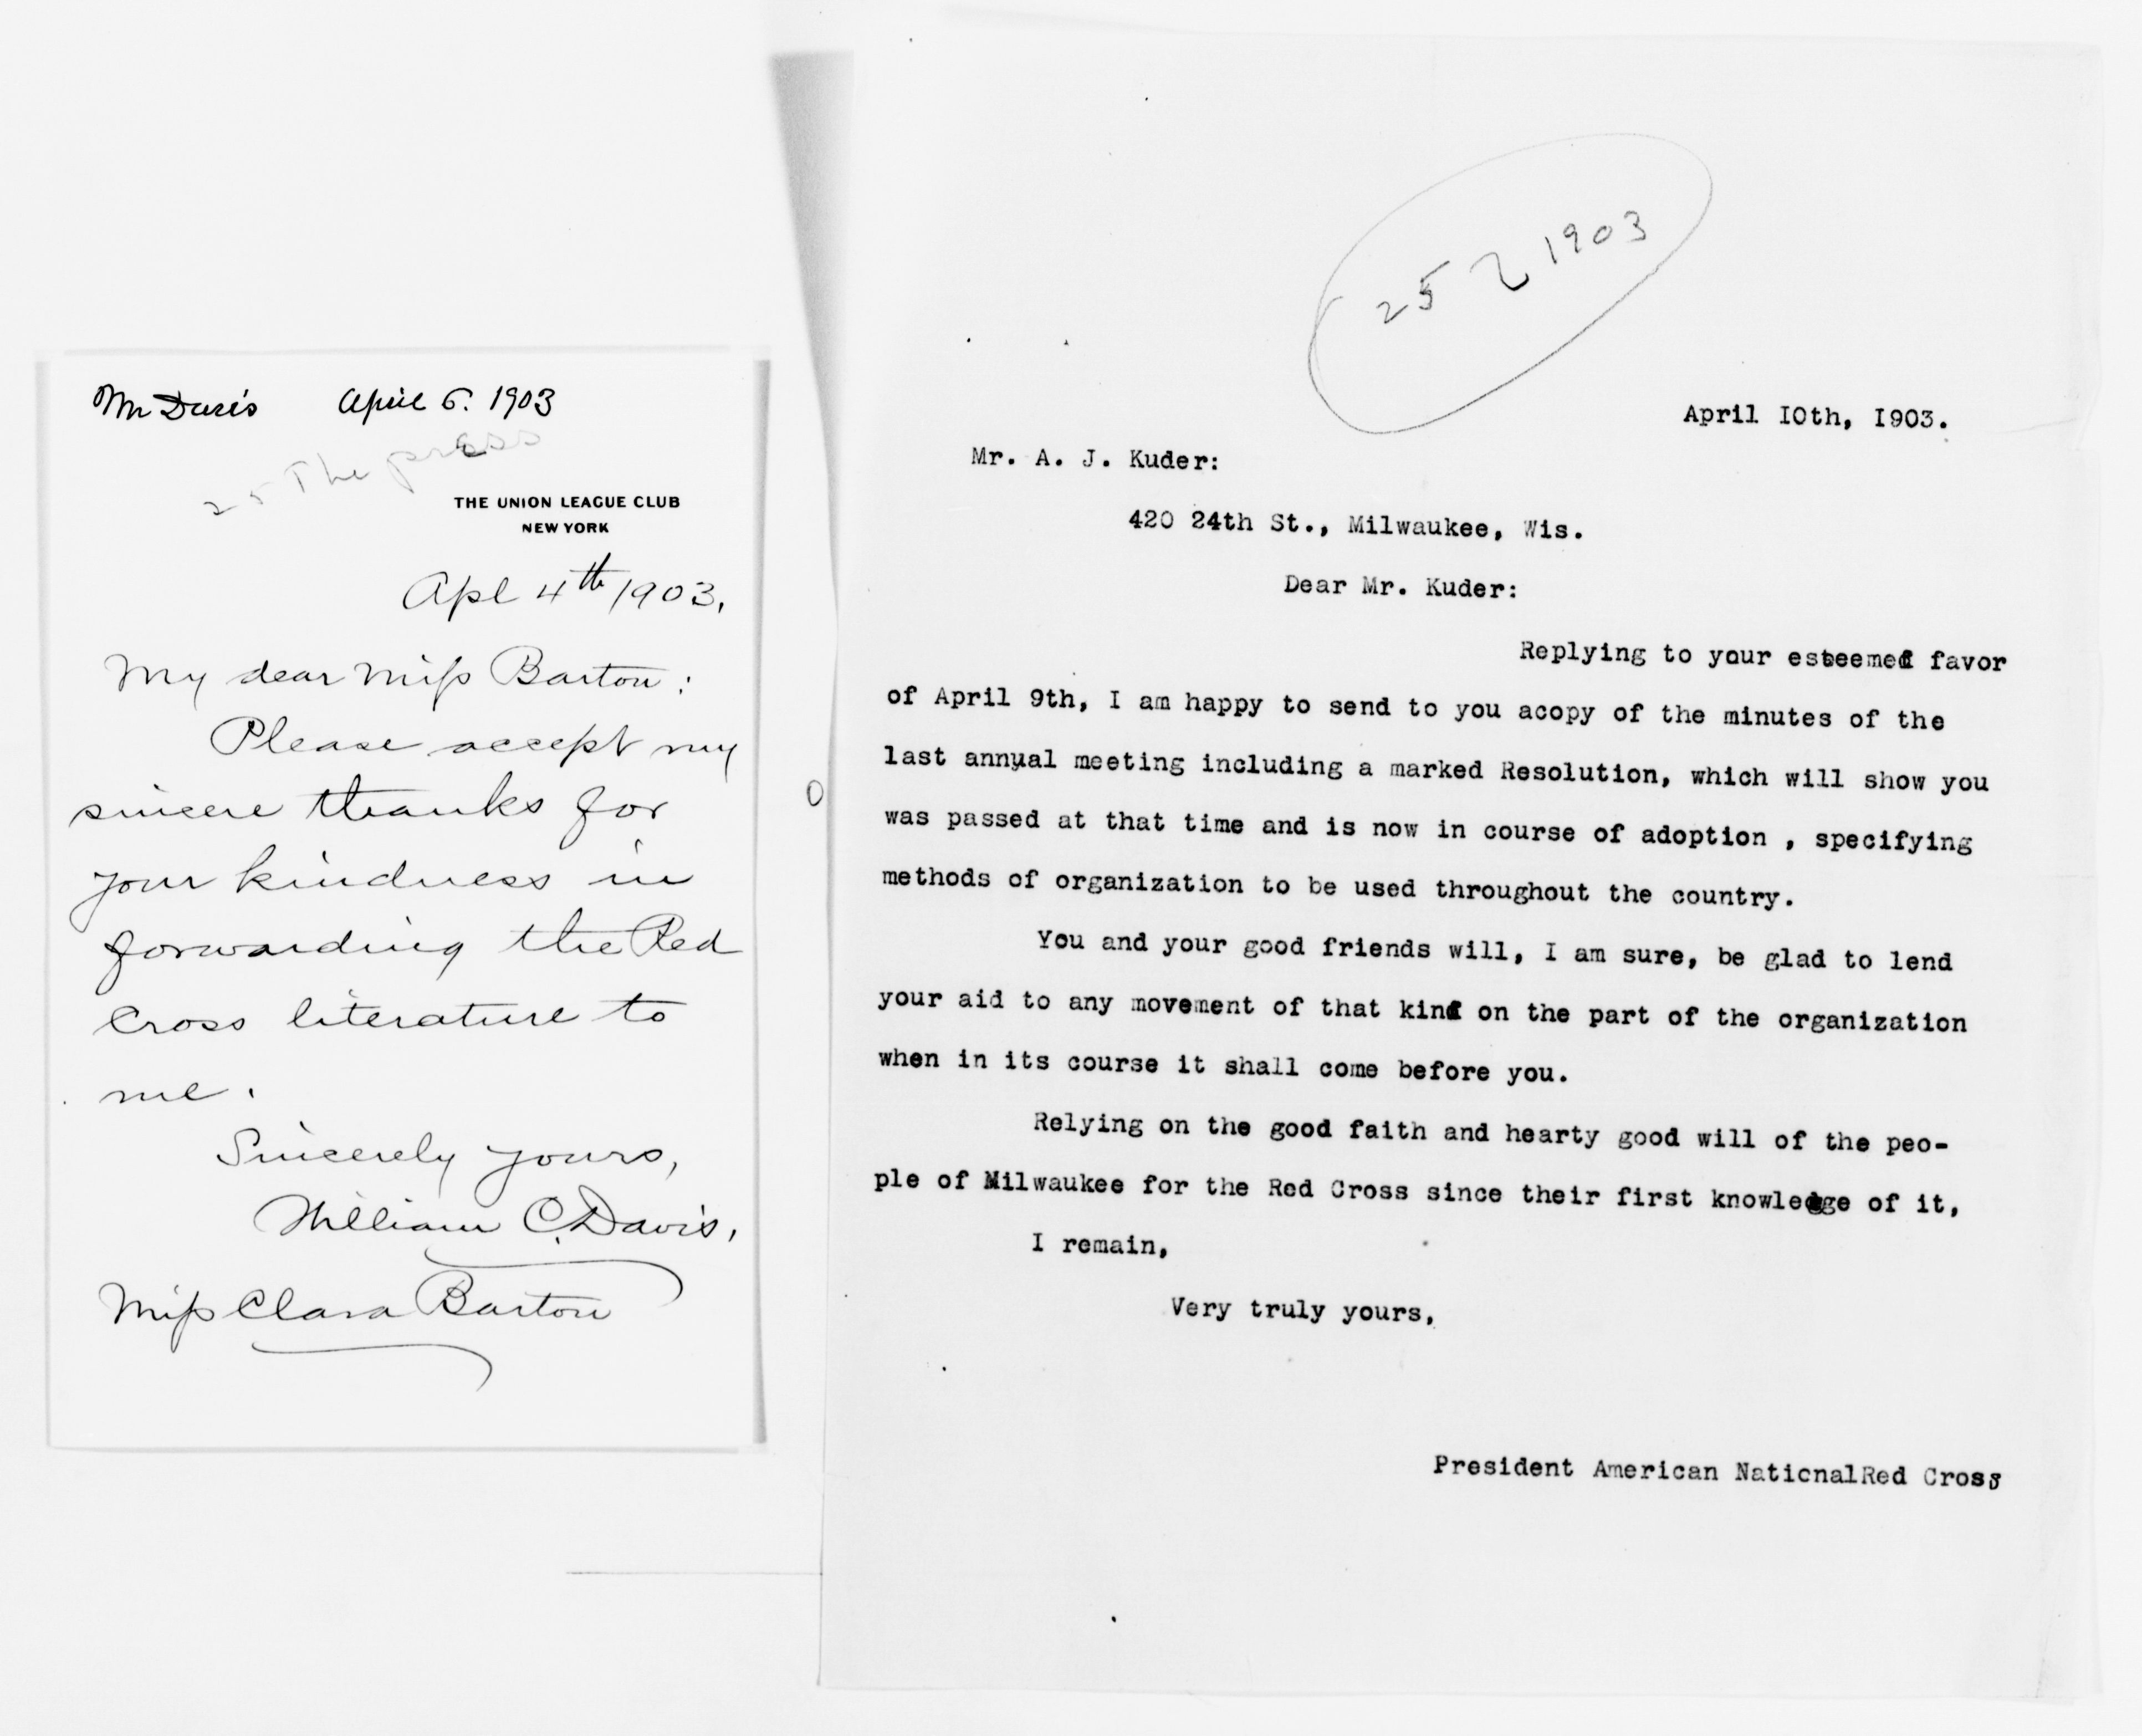 Mr Davis April 6. 1903
25 The press
THE UNION LEAGUE CLUB
NEW YORK
Apl 4th 1903.
My dear Miss Barton:
Please accept my
sincere thanks for
your kindness in
forwarding the Red
Cross literature to
me.
Sincerely yours,
William C. Davis.
Miss Clara Barton
25 2 1903
April IOth, I903.
Mr. A. J. Kuder:
420 24th St., Milwaukee, Wis.
Dear Mr. Kuder:
Replying to your esteemed favor
of April 9th, I am happy to send to you acopy of the minutes of the
last annual meeting including a marked Resolution, which will show you
was passed at that time and is now in course of adoption , specifying
methods of organization to be used throughout the country.
You and your good friends will, I am sure, be glad to lend
your aid to any movement of that kind on the part of the organization
when in its course it shall come before you.
Relying on the good faith and hearty good will of the peo-
ple of Milwaukee for the Red Cross since their first knowledge of it,
I remain,
Very truly yours,
President American NationalRed Cross